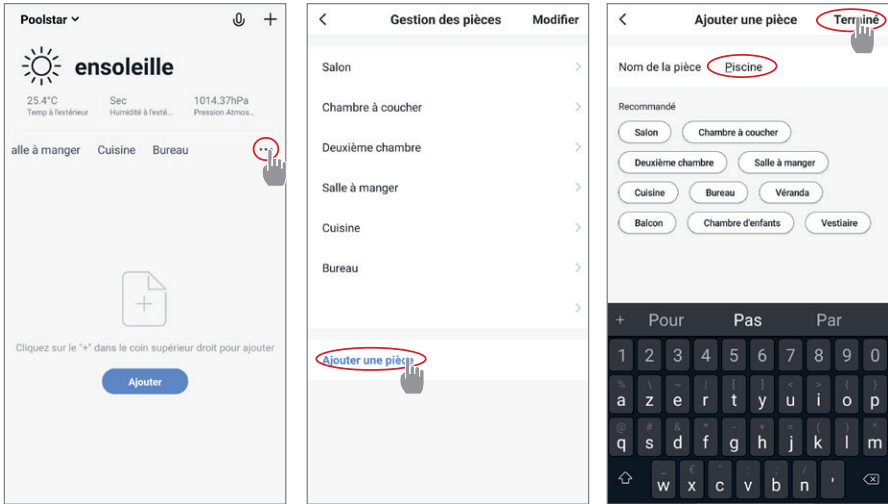 Poolstar
ensoleille
25.4°C Sec 1014.37hPa
Temp à l'extérieur Humidité à l'exté... Pression Atmos...
alle à manger Cuisine Bureau ...
Cliquez sur le "+" dans le coin supérieur droit pour ajouter
Ajouter
Gestion des pièces Modifier
Salon
Chambre à coucher
Deuxième chambre
Salle à manger
Cuisine
Bureau
Ajouter une pièce
Ajouter une pièce Terminé
Nom de la pièce Piscine
Recommandé
Salon Chambre à coucher
Deuxième chambre Salle à manger
Cuisine Bureau Véranda
Balcon Chambre d'enfants Vestiaire
+ Pour Pas Par
1 2 3 4 5 6 7 8 9 0
% \ ~ | [ ] < > { }
a z e r t y u i o p
@ # & * - + = ( ) ^
q s d f g h j k l m
w x c v b n '